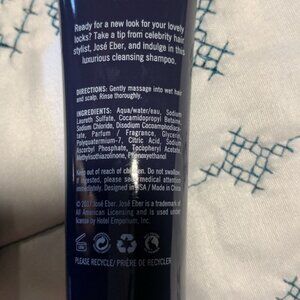 Ready for a new look for your lovely
locks? Take a tip from celebrity hair
stylist, José Eber, and indulge in this
luxurious cleansing shampoo.
DIRECTIONS: Gently massage into wet hair
and scalp. Rinse thoroughly.
INGREDIENTS: Aqua/water/eau, Sodium
Laureth Sulfate, Cocamidopropyl Betaine,
Sodium Chloride, Disodium Cocoamphodiace-
tate, Parfum / Fragrance, Glycerin,
Polyquaternium-7, Citric Acid, Sodium
Ascorbyl Phosphate, Tocopheryl Acetate,
Methylisothiazolinone, Phenoxyethanol
Keep out of reach of children. Do not swallow.
If ingested, please seek medical attention
immediately. Designed in USA / Made in China
© 2017 José Eber. José Eber is a trademark of
All American Licensing and is used under
license by Hotel Emporium, Inc.
PLEASE RECYCLE/ PRIÈRE DE RECYCLER